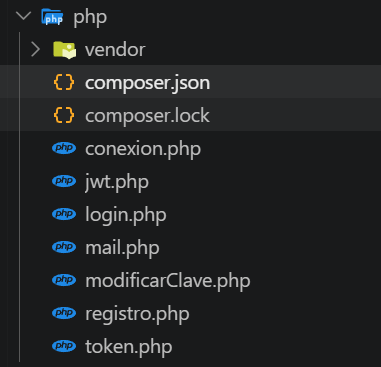 php
vendor
composer.json
composer.lock
conexion.php
jwt.php
login.php
mail.php
modificarClave.php
registro.php
token.php